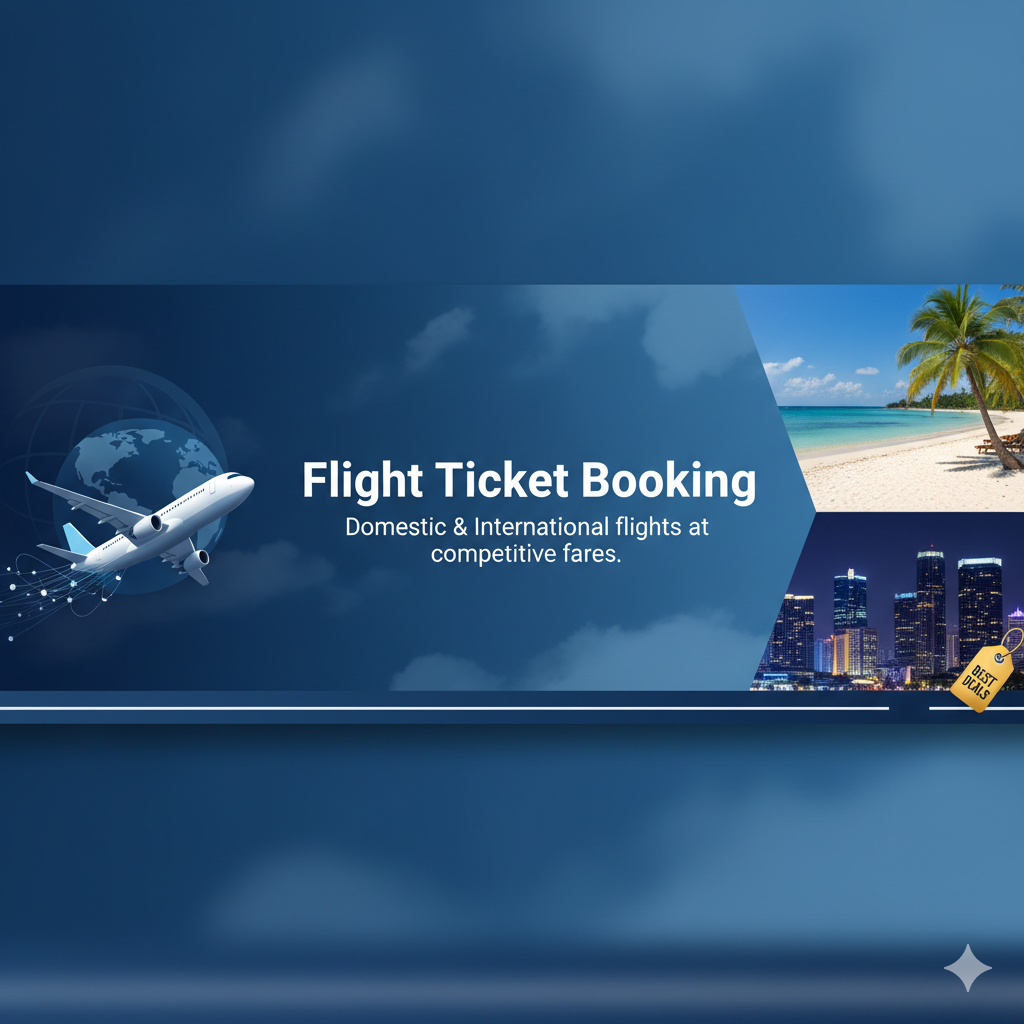 Flight Ticket Booking
Domestic & International flights at
competitive fares.
BEST
DEALS